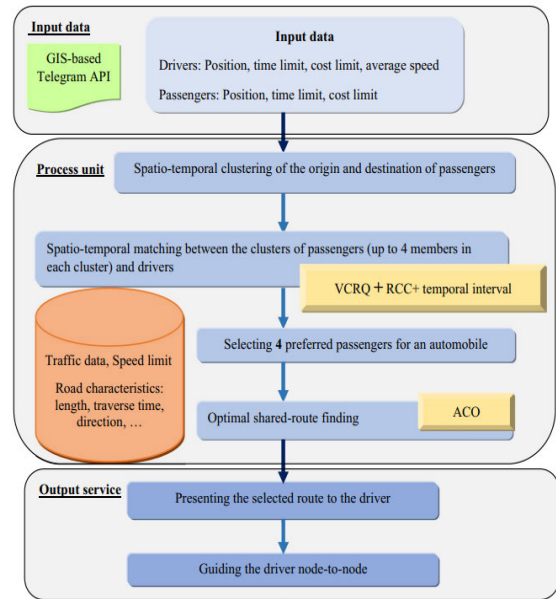 Input data
GIS-based
Telegram API
Input data
Drivers: Position, time limit, cost limit, average speed
Passengers: Position, time limit, cost limit
Process unit
Spatio-temporal clustering of the origin and destination of passengers
Spatio-temporal matching between the clusters of passengers (up to 4 members in
each cluster) and drivers
VCRQ + RCC+ temporal interval
Traffic data, Speed limit
Road characteristics:
length, traverse time,
direction, …
Selecting 4 preferred passengers for an automobile
Optimal shared-route finding
ACO
Output service
Presenting the selected route to the driver
Guiding the driver node-to-node